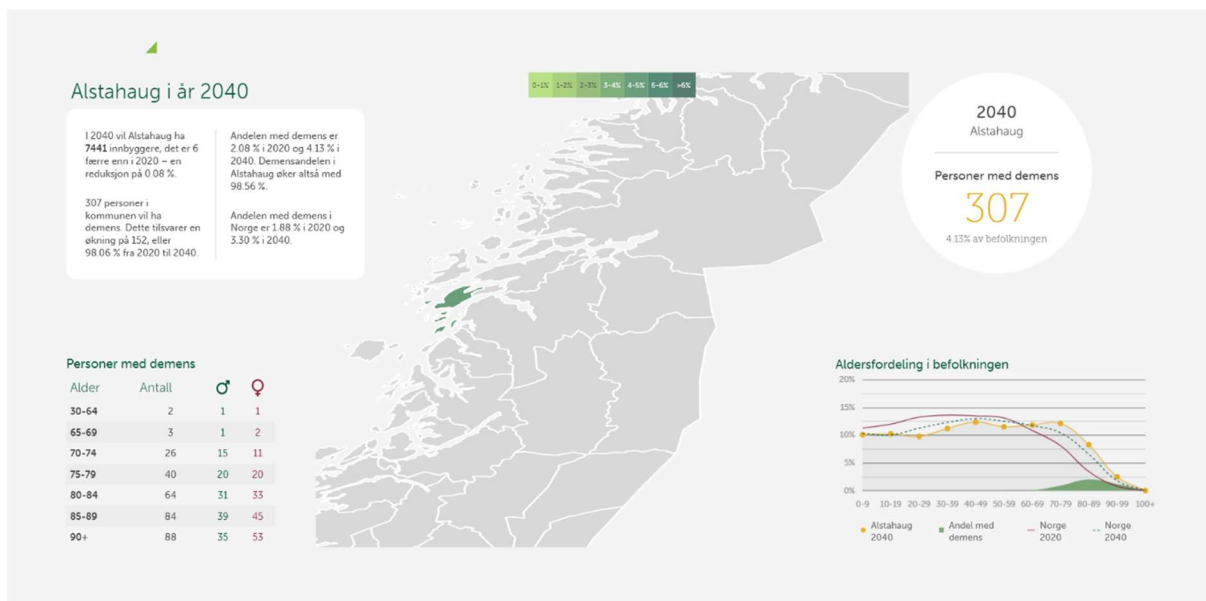 Alstahaug i år 2040
I 2040 vil Alstahaug ha
7441 innbyggere, det er 6
færre enn i 2020 – en
reduksjon på 0.08 %.
307 personer i
kommunen vil ha
demens. Dette tilsvarer en
økning på 152, eller
98.06 % fra 2020 til 2040.
Andelen med demens er
2.08 % i 2020 og 4.13 % i
2040. Demensandelen i
Alstahaug øker altså med
98.56 %.
Andelen med demens i
Norge er 1.88 % i 2020 og
3.30 % i 2040.
0-1% 1-2% 2-3% 3-4% 4-5% 5-6% >6%
2040
Alstahaug
Personer med demens
307
4.13% av befolkningen
Personer med demens
Alder Antall ♂ ♀
30-64 2 1 1
65-69 3 1 2
70-74 26 15 11
75-79 40 20 20
80-84 64 31 33
85-89 84 39 45
90+ 88 35 53
Aldersfordeling i befolkningen
20%
15%
10%
5%
0%
0-9 10-19 20-29 30-39 40-49 50-59 60-69 70-79 80-89 90-99 100+
Alstahaug 2040
Andel med demens
Norge 2020
Norge 2040